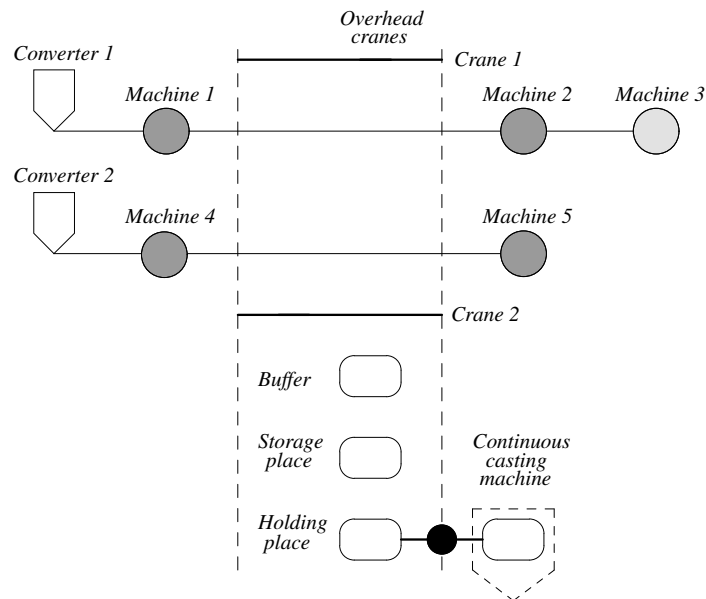 Overhead
cranes
Converter 1
Crane 1
Machine 1
Machine 2
Machine 3
Converter 2
Machine 4
Machine 5
Crane 2
Buffer
Storage
place
Continuous
casting
machine
Holding
place